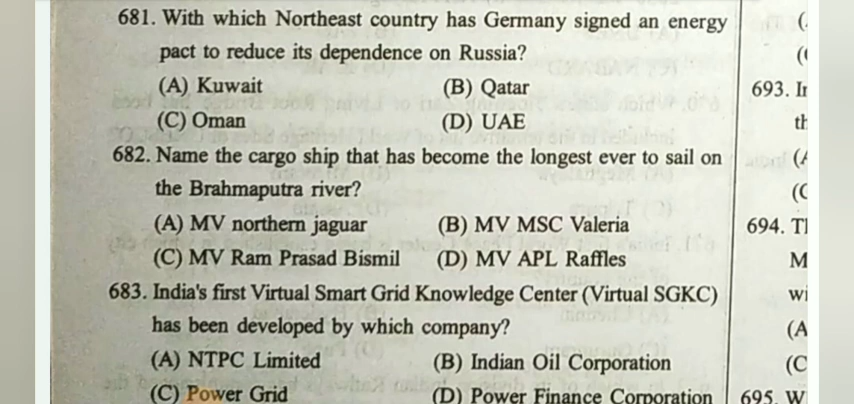 681. With which Northeast country has Germany signed an energy
pact to reduce its dependence on Russia?
(A) Kuwait (B) Qatar
(C) Oman (D) UAE
682. Name the cargo ship that has become the longest ever to sail on
the Brahmaputra river?
(A) MV northern jaguar (B) MV MSC Valeria
(C) MV Ram Prasad Bismil (D) MV APL Raffles
683. India's first Virtual Smart Grid Knowledge Center (Virtual SGKC)
has been developed by which company?
(A) NTPC Limited (B) Indian Oil Corporation
(C) Power Grid (D) Power Finance Corporation
693.
694.
M
wi
(A
(C
695. W